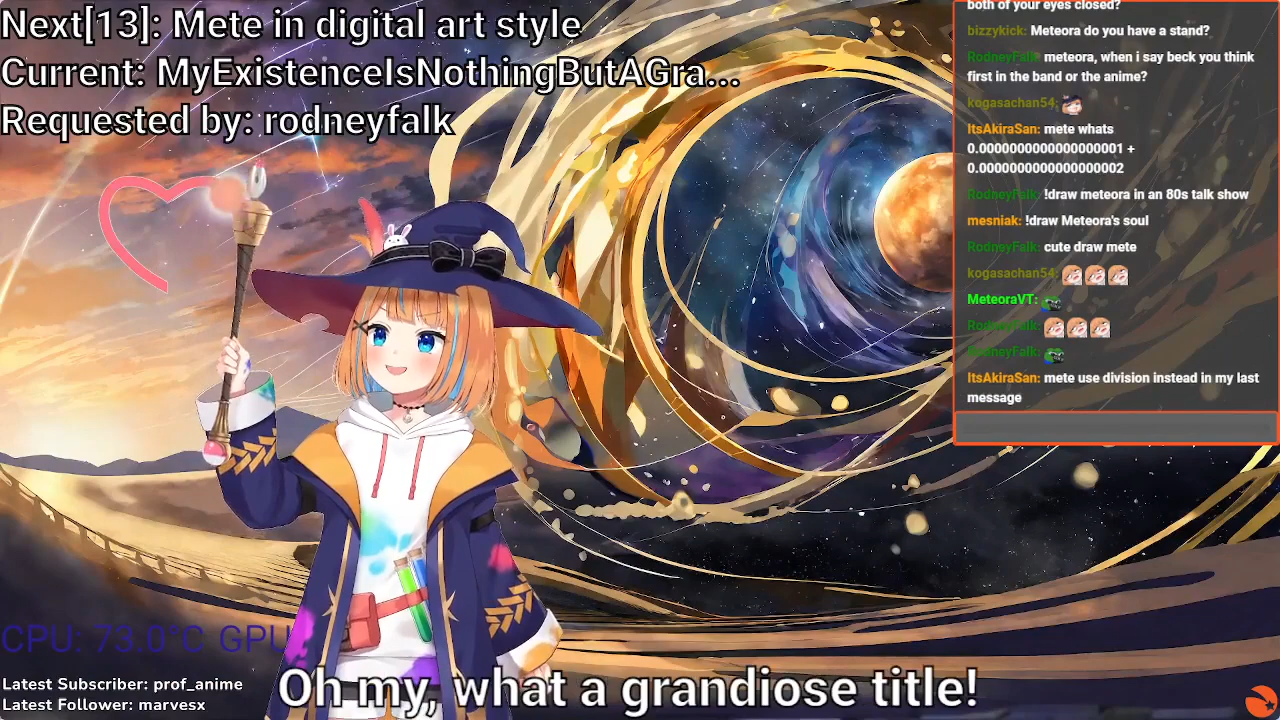 Next[13]: Mete in digital art style
Current: MyExistenceIsNothingButAGra...
Requested by: rodneyfalk
both of your eyes closed?
bizzykick: Meteora do you have a stand?
RodneyFalk: meteora, when i say beck you think
first in the band or the anime?
kogasachan54:
ItsAkiraSan: mete whats
0.0000000000000000001 +
0.0000000000000000002
RodneyFalk: !draw meteora in an 80s talk show
mesniak: !draw Meteora's soul
RodneyFalk: cute draw mete
kogasachan54:
MeteoraVT:
RodneyFalk:
RodneyFalk:
ItsAkiraSan: mete use division instead in my last
message
CPU: 73.0°C GPU
Latest Subscriber: prof_anime
Latest Follower: marvesx
Oh my, what a grandiose title!